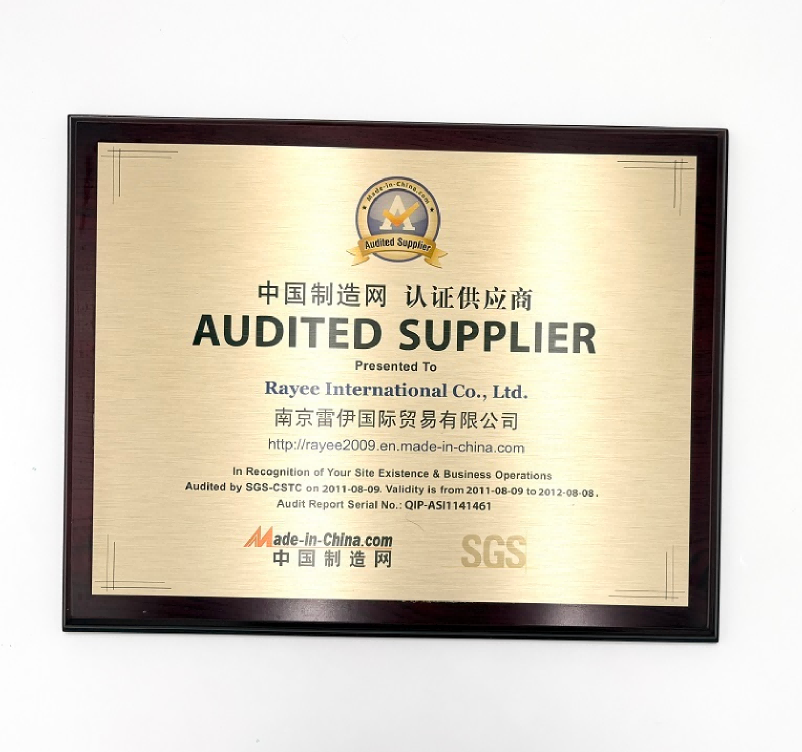 Made-in-China.com
A
Audited Supplier
中国制造网 认证供应商
AUDITED SUPPLIER
Presented To
Rayee International Co., Ltd.
南京雷伊国际贸易有限公司
http://rayee2009.en.made-in-china.com
In Recognition of Your Site Existence & Business Operations
Audited by SGS-CSTC on 2011-08-09. Validity is from 2011-08-09 to 2012-08-08.
Audit Report Serial No.: QIP-ASI1141461
Made-in-China.com
中国制造网
SGS